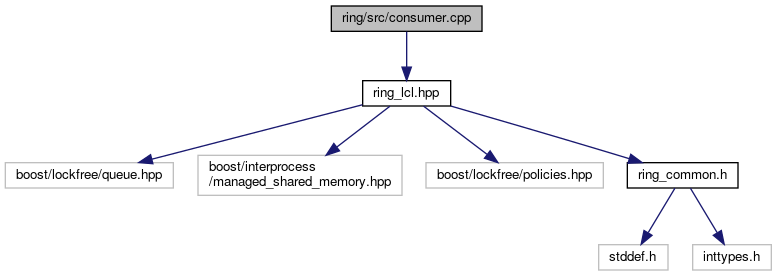 ring/src/consumer.cpp
ring_lcl.hpp
boost/lockfree/queue.hpp
boost/interprocess
/managed_shared_memory.hpp
boost/lockfree/policies.hpp
ring_common.h
stddef.h
inttypes.h